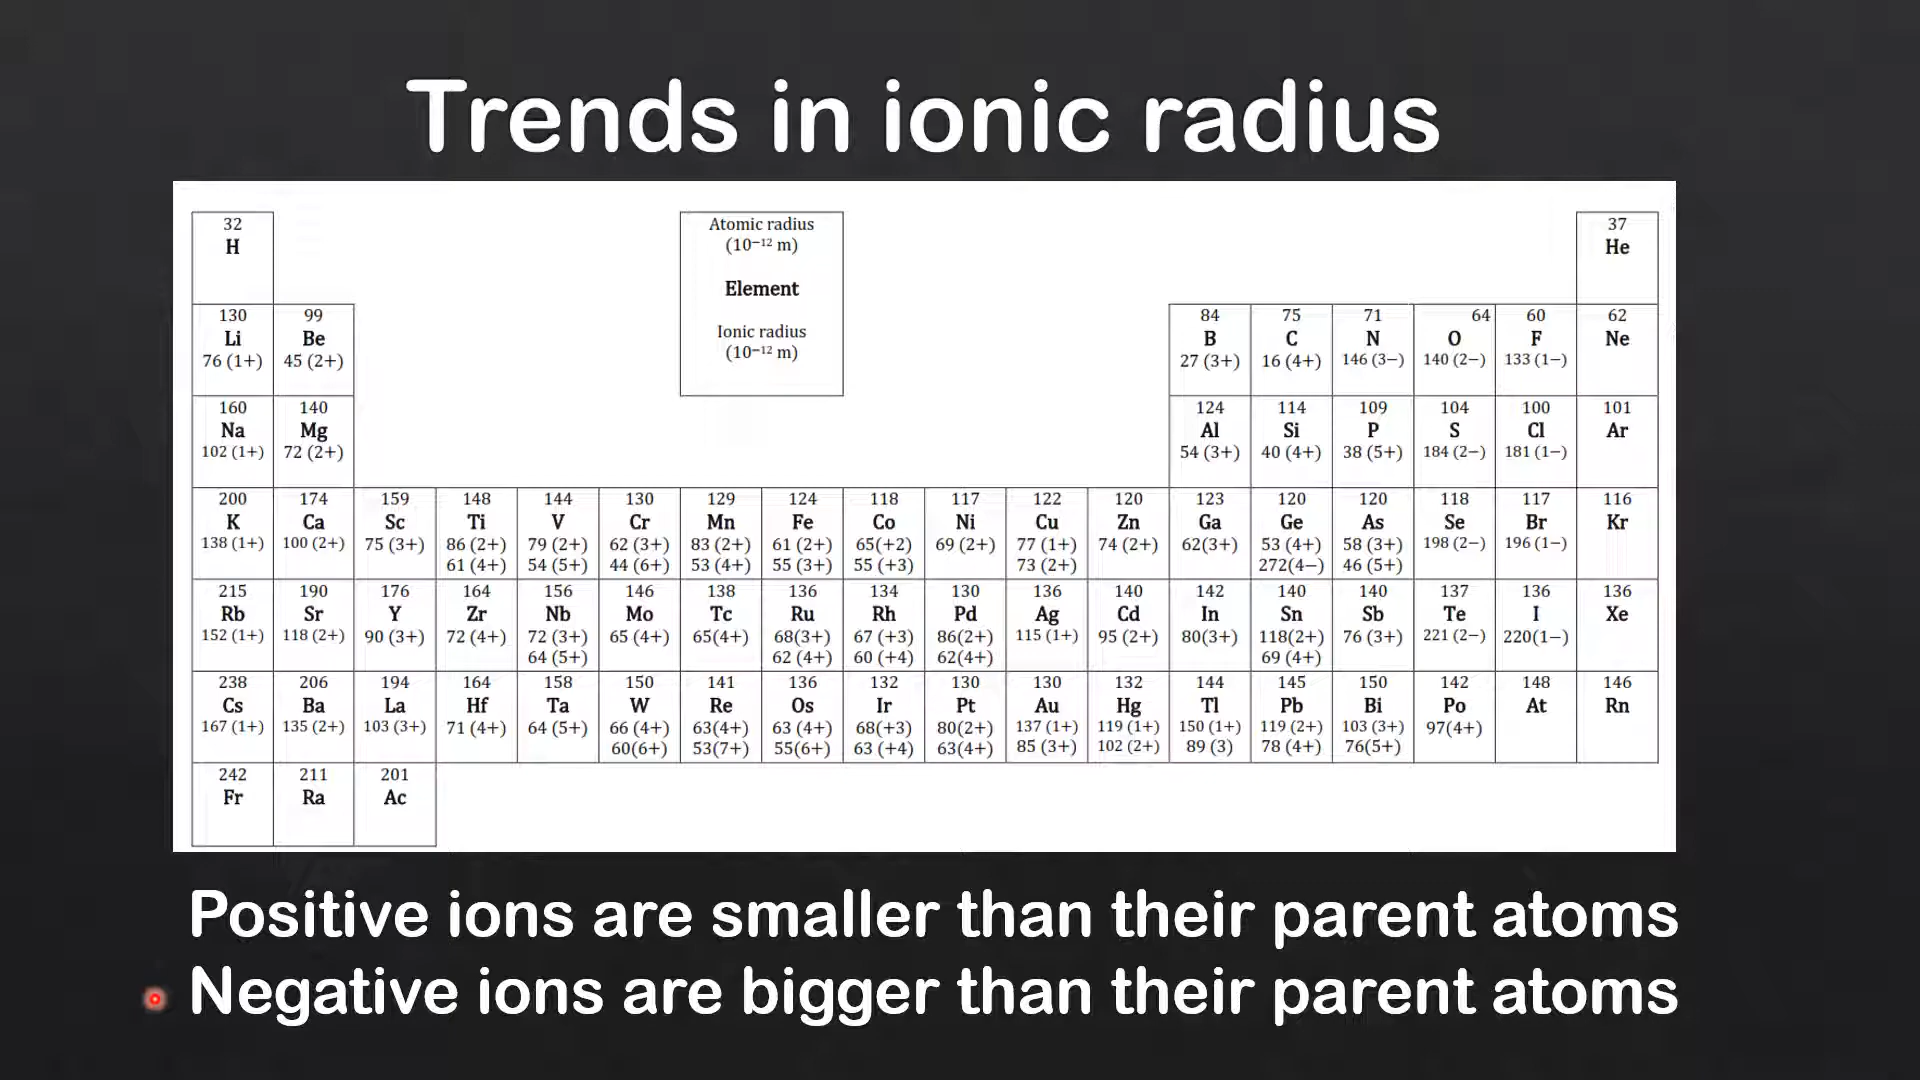 Trends in ionic radius
32 Atomic radius 37
H (10⁻¹² m) He
Element
130 99 Ionic radius 84 75 71 64 60 62
Li Be (10⁻¹² m) B C N O F Ne
76 (1+) 45 (2+) 27 (3+) 16 (4+) 146 (3−) 140 (2−) 133 (1−)
160 140 124 114 109 104 100 101
Na Mg Al Si P S Cl Ar
102 (1+) 72 (2+) 54 (3+) 40 (4+) 38 (5+) 184 (2−) 181 (1−)
200 174 159 148 144 130 129 124 118 117 122 120 123 120 120 118 117 116
K Ca Sc Ti V Cr Mn Fe Co Ni Cu Zn Ga Ge As Se Br Kr
138 (1+) 100 (2+) 75 (3+) 86 (2+) 79 (2+) 62 (3+) 83 (2+) 61 (2+) 65(+2) 69 (2+) 77 (1+) 74 (2+) 62(3+) 53 (4+) 58 (3+) 198 (2−) 196 (1−)
61 (4+) 54 (5+) 44 (6+) 53 (4+) 55 (3+) 55 (+3) 73 (2+) 272(4−) 46 (5+)
215 190 176 164 156 146 138 136 134 130 136 140 142 140 140 137 136 136
Rb Sr Y Zr Nb Mo Tc Ru Rh Pd Ag Cd In Sn Sb Te I Xe
152 (1+) 118 (2+) 90 (3+) 72 (4+) 72 (3+) 65 (4+) 65(4+) 68(3+) 67 (+3) 86(2+) 115 (1+) 95 (2+) 80(3+) 118(2+) 76 (3+) 221 (2−) 220(1−)
64 (5+) 62 (4+) 60 (+4) 62(4+) 69 (4+)
238 206 194 164 158 150 141 136 132 130 130 132 144 145 150 142 148 146
Cs Ba La Hf Ta W Re Os Ir Pt Au Hg Tl Pb Bi Po At Rn
167 (1+) 135 (2+) 103 (3+) 71 (4+) 64 (5+) 66 (4+) 63(4+) 63 (4+) 68(+3) 80(2+) 137 (1+) 119 (1+) 150 (1+) 119 (2+) 103 (3+) 97(4+)
60(6+) 53(7+) 55(6+) 63 (+4) 63(4+) 85 (3+) 102 (2+) 89 (3) 78 (4+) 76(5+)
242 211 201
Fr Ra Ac
Positive ions are smaller than their parent atoms
Negative ions are bigger than their parent atoms